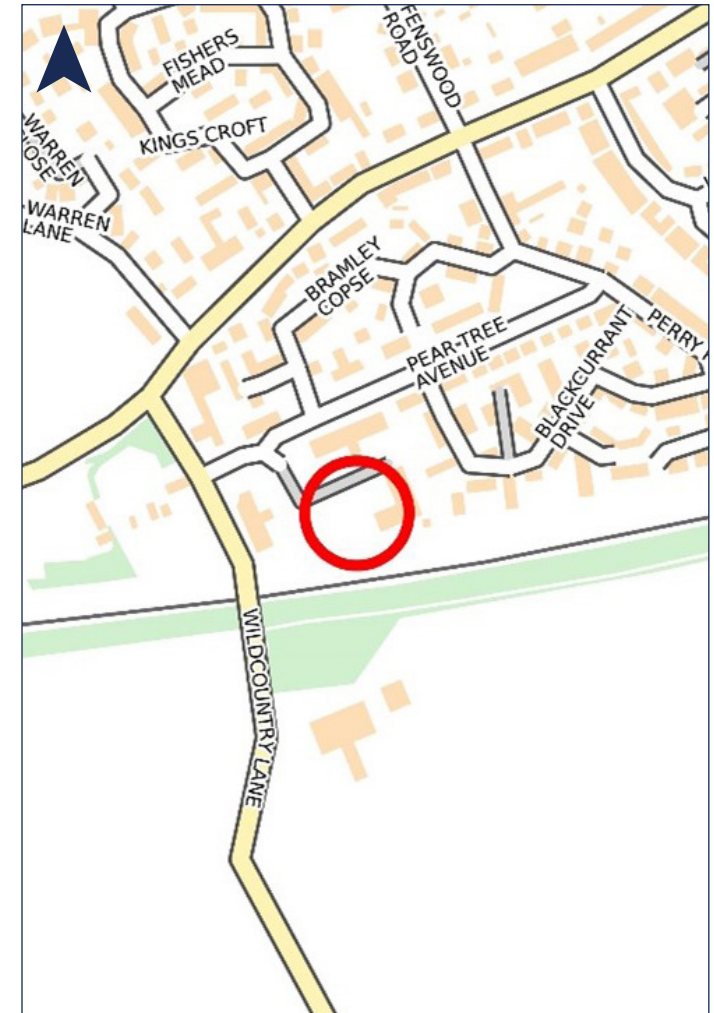 FISHERS
MEAD
FENSWOOD
ROAD
KINGS CROFT
WARREN
WARREN
LANE
BRAMLEY
COPSE
PEAR-TREE
AVENUE
BLACKCURRANT
DRIVE
PERRY
WILDCOUNTRY LANE